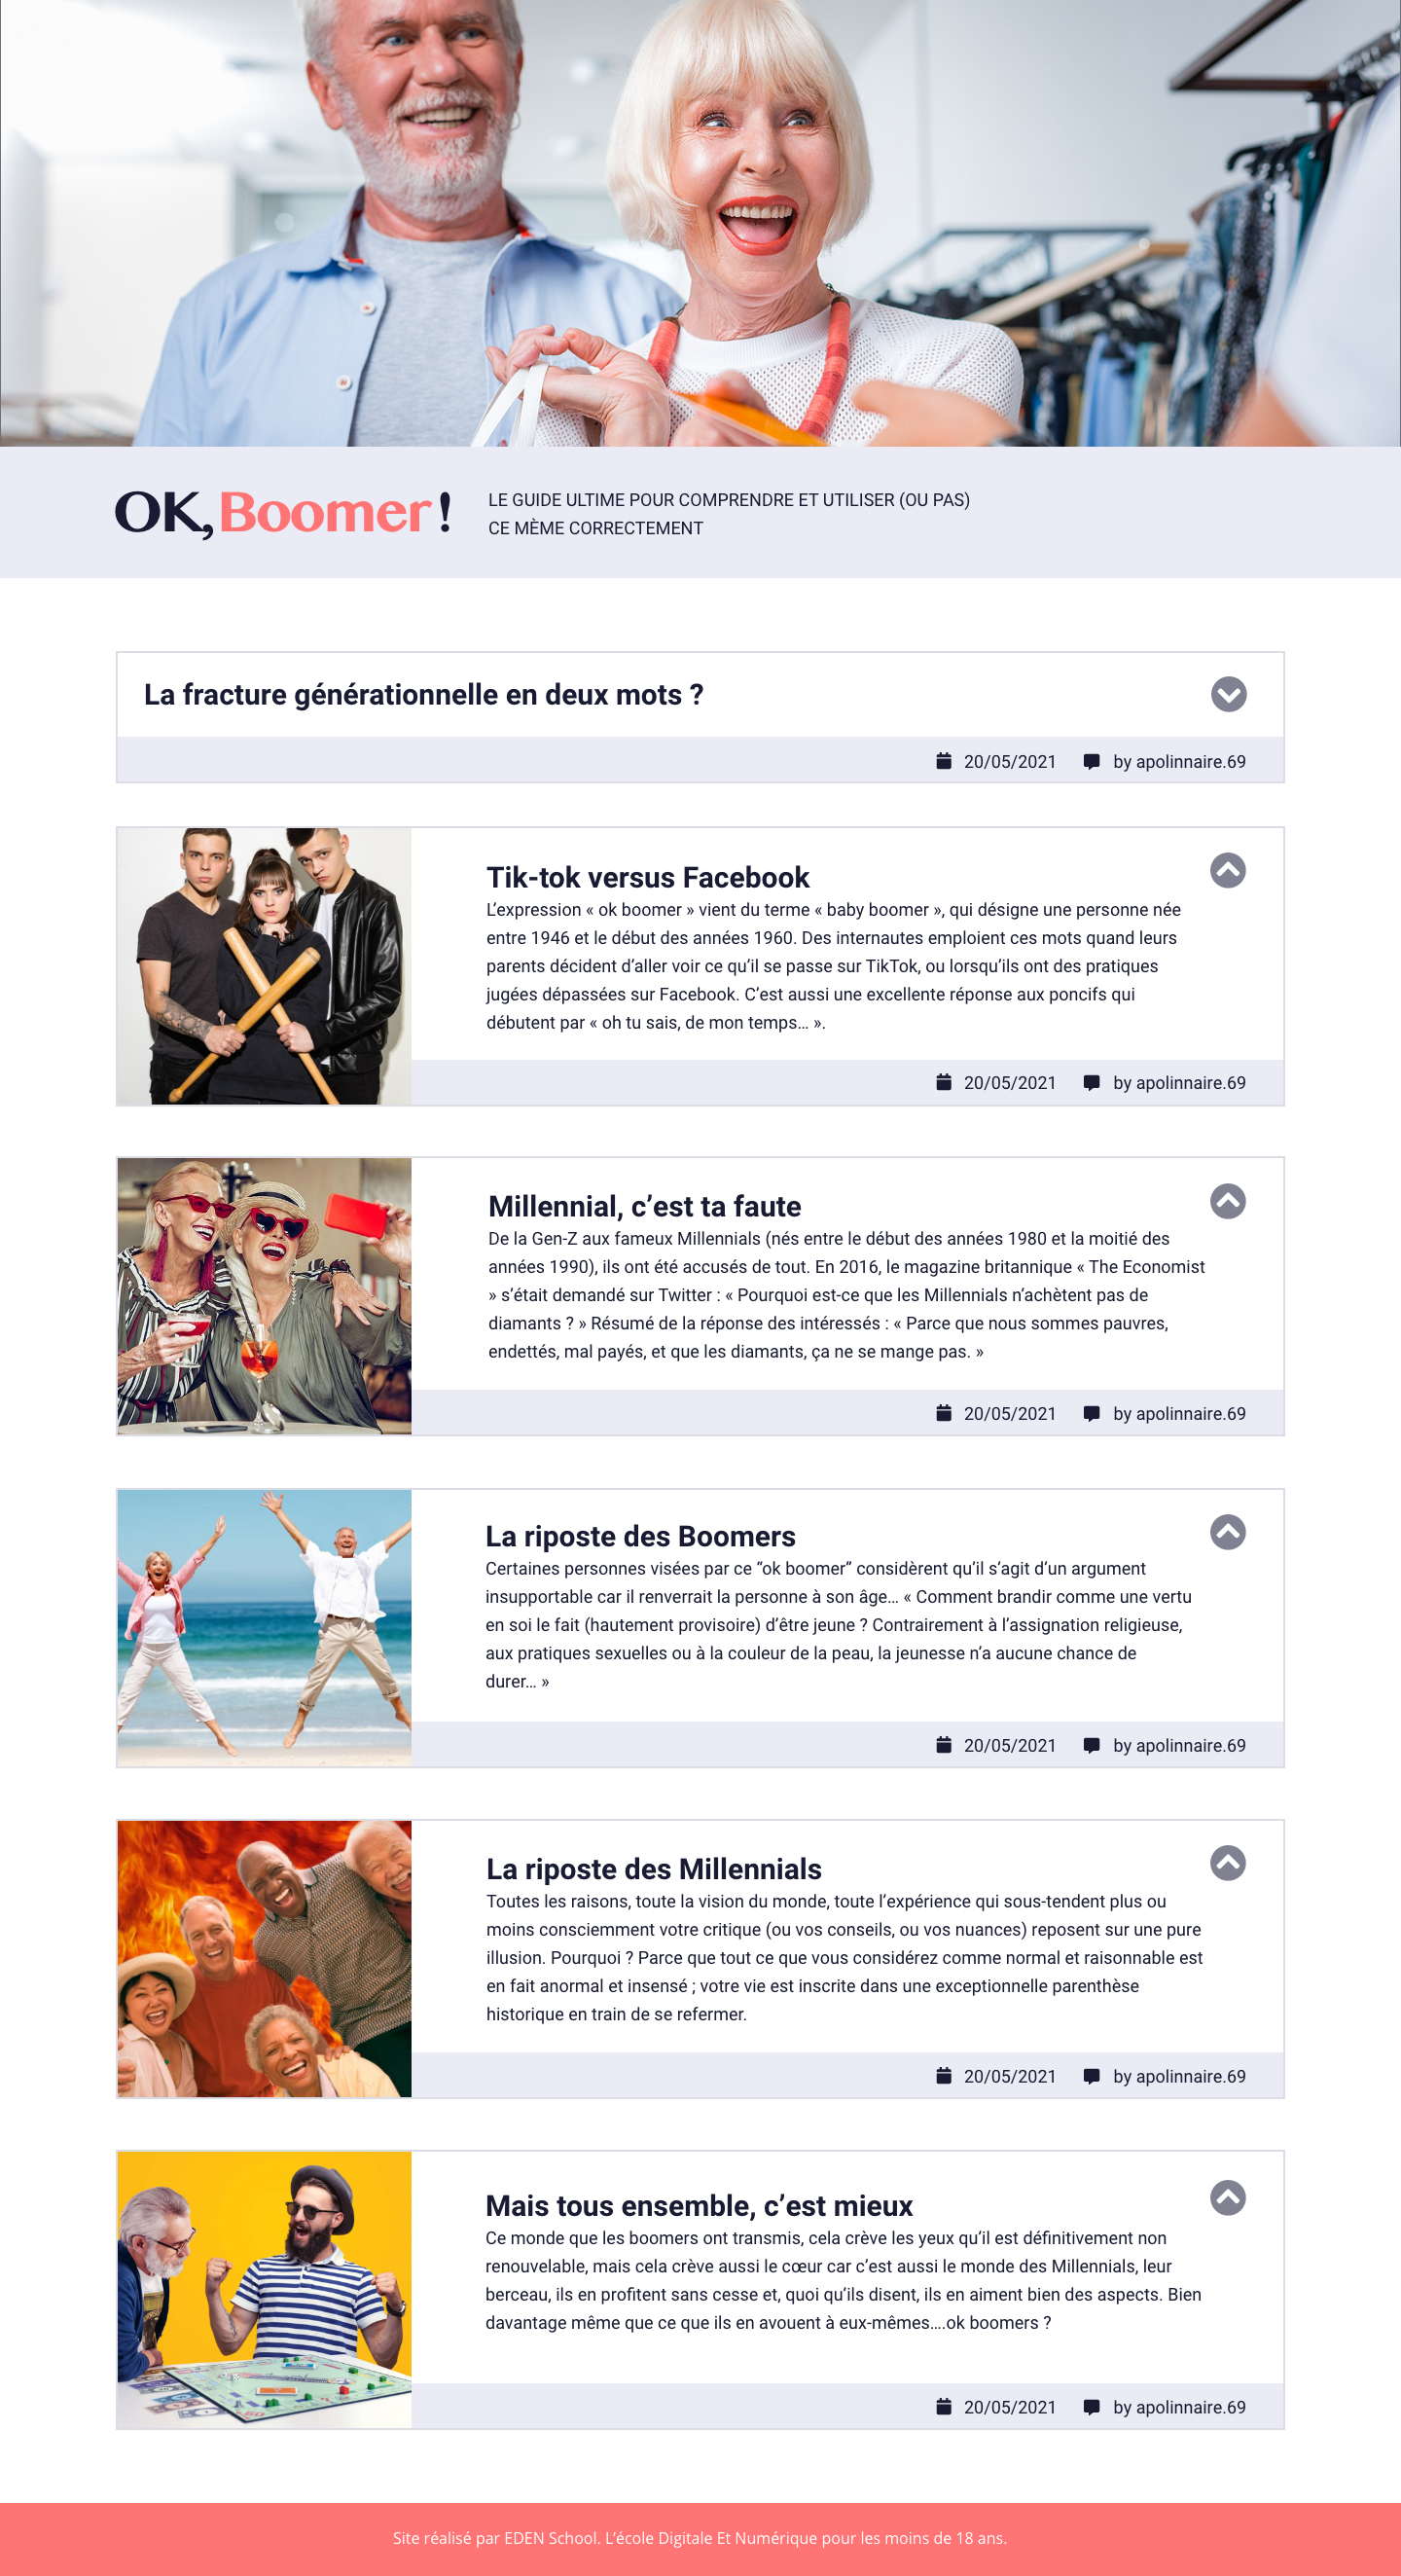 OK, Boomer !
LE GUIDE ULTIME POUR COMPRENDRE ET UTILISER (OU PAS)
CE MÈME CORRECTEMENT
La fracture générationnelle en deux mots ?
20/05/2021 by apolinnaire.69
Tik-tok versus Facebook
L’expression « ok boomer » vient du terme « baby boomer », qui désigne une personne née
entre 1946 et le début des années 1960. Des internautes emploient ces mots quand leurs
parents décident d’aller voir ce qu’il se passe sur TikTok, ou lorsqu’ils ont des pratiques
jugées dépassées sur Facebook. C’est aussi une excellente réponse aux poncifs qui
débutent par « oh tu sais, de mon temps… ».
20/05/2021 by apolinnaire.69
Millennial, c’est ta faute
De la Gen-Z aux fameux Millennials (nés entre le début des années 1980 et la moitié des
années 1990), ils ont été accusés de tout. En 2016, le magazine britannique « The Economist
» s’était demandé sur Twitter : « Pourquoi est-ce que les Millennials n’achètent pas de
diamants ? » Résumé de la réponse des intéressés : « Parce que nous sommes pauvres,
endettés, mal payés, et que les diamants, ça ne se mange pas. »
20/05/2021 by apolinnaire.69
La riposte des Boomers
Certaines personnes visées par ce “ok boomer” considèrent qu’il s’agit d’un argument
insupportable car il renverrait la personne à son âge… « Comment brandir comme une vertu
en soi le fait (hautement provisoire) d’être jeune ? Contrairement à l’assignation religieuse,
aux pratiques sexuelles ou à la couleur de la peau, la jeunesse n’a aucune chance de
durer… »
20/05/2021 by apolinnaire.69
La riposte des Millennials
Toutes les raisons, toute la vision du monde, toute l’expérience qui sous-tendent plus ou
moins consciemment votre critique (ou vos conseils, ou vos nuances) reposent sur une pure
illusion. Pourquoi ? Parce que tout ce que vous considérez comme normal et raisonnable est
en fait anormal et insensé ; votre vie est inscrite dans une exceptionnelle parenthèse
historique en train de se refermer.
20/05/2021 by apolinnaire.69
Mais tous ensemble, c’est mieux
Ce monde que les boomers ont transmis, cela crève les yeux qu’il est définitivement non
renouvelable, mais cela crève aussi le cœur car c’est aussi le monde des Millennials, leur
berceau, ils en profitent sans cesse et, quoi qu’ils disent, ils en aiment bien des aspects. Bien
davantage même que ce que ils en avouent à eux-mêmes….ok boomers ?
20/05/2021 by apolinnaire.69
Site réalisé par EDEN School. L’école Digitale Et Numérique pour les moins de 18 ans.